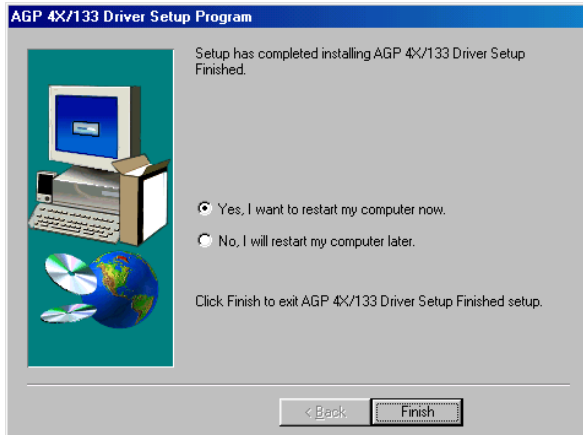 AGP 4X/133 Driver Setup Program
Setup has completed installing AGP 4X/133 Driver Setup
Finished.
Yes, I want to restart my computer now.
No, I will restart my computer later.
Click Finish to exit AGP 4X/133 Driver Setup Finished setup.
< Back
Finish